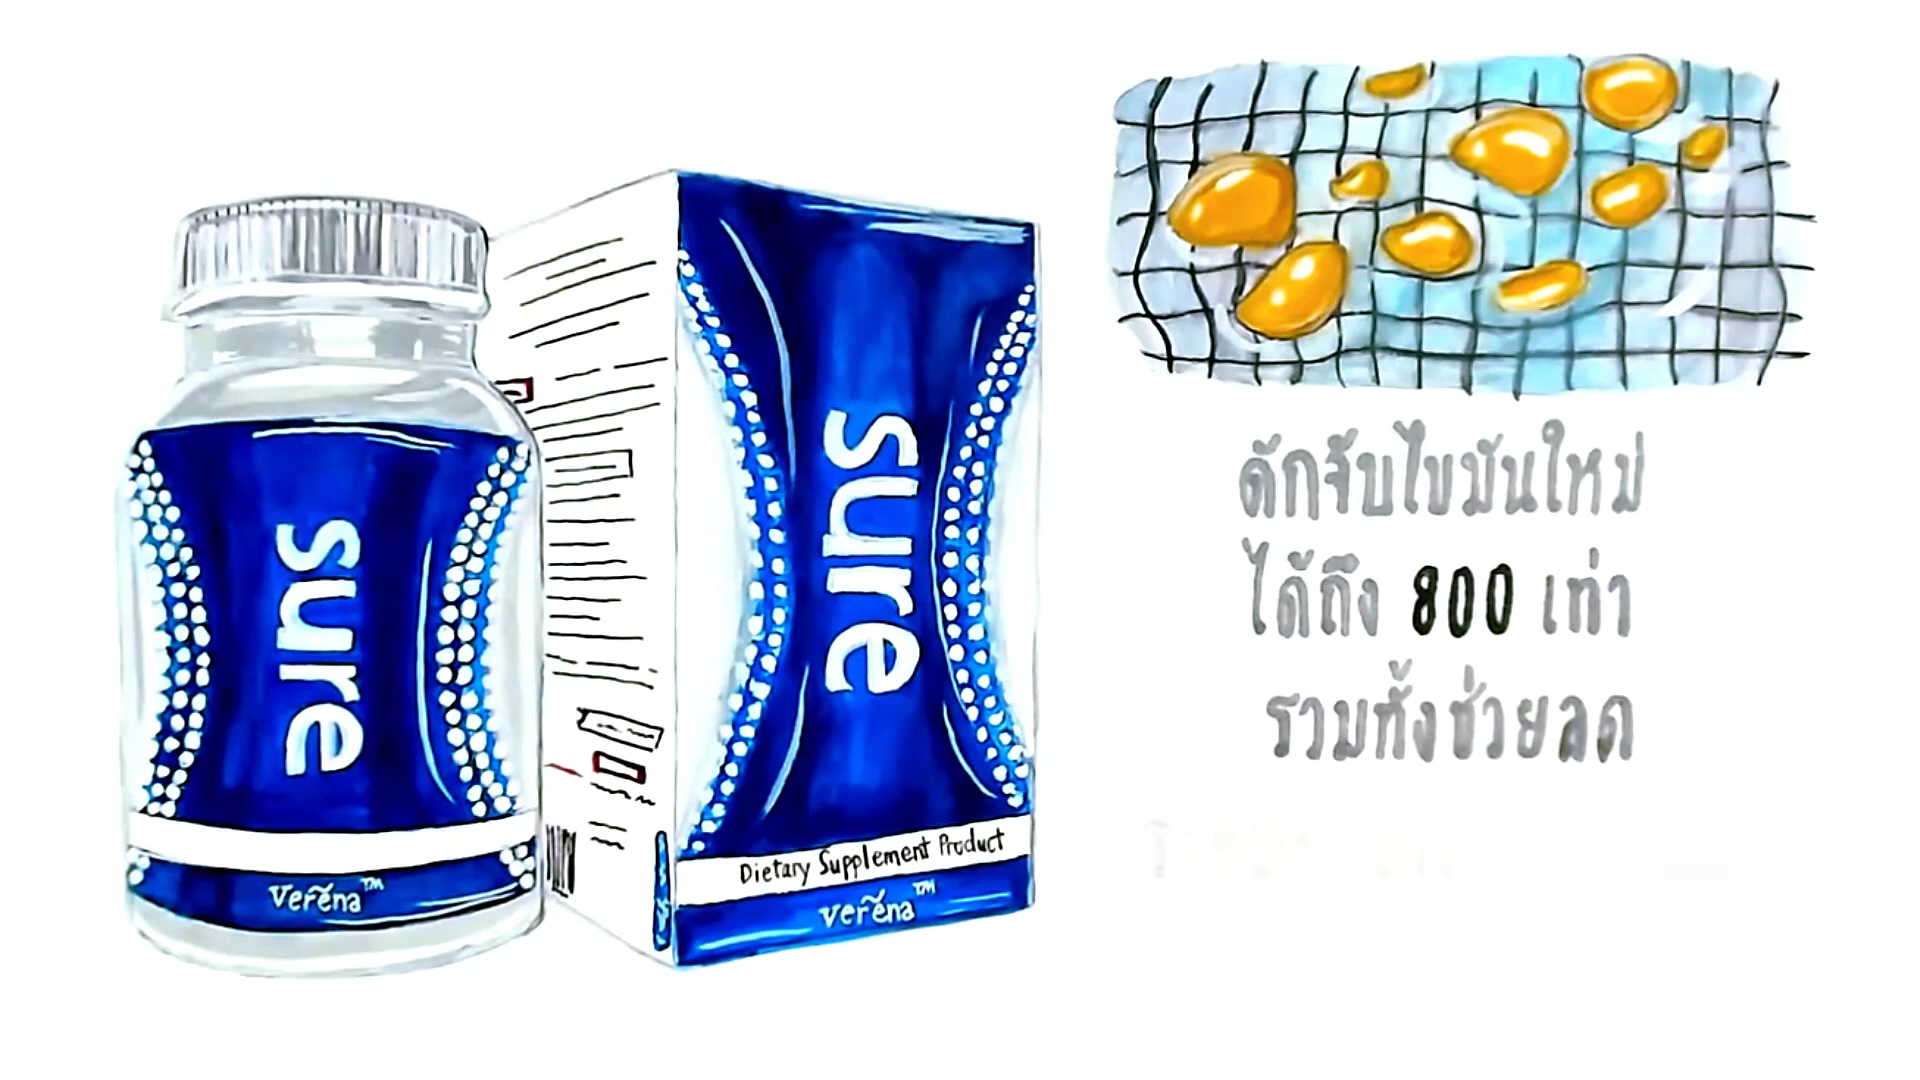 sure
verena™
sure
Dietary Supplement Product
verena™
ดักจับไขมันใหม่
ได้ถึง 800 เท่า
รวมทั้งช่วยลด